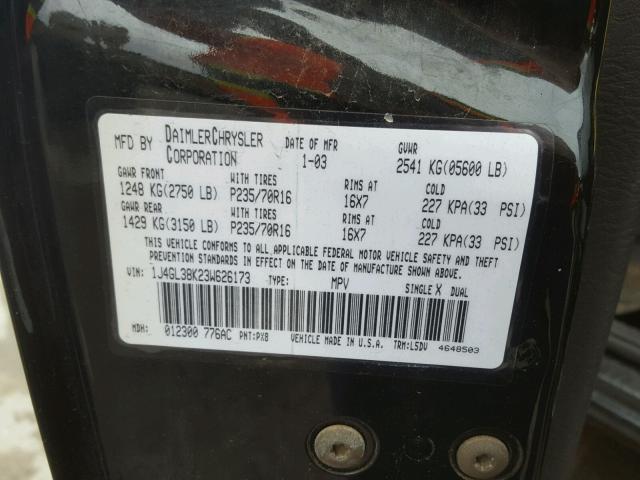 MFD BY DAIMLERCHRYSLER CORPORATION DATE OF MFR 1-03 GVWR 2541 KG(05600 LB)
GAWR FRONT WITH TIRES RIMS AT COLD
1248 KG(2750 LB) P235/70R16 16X7 227 KPA(33 PSI)
GAWR REAR WITH TIRES RIMS AT COLD
1429 KG(3150 LB) P235/70R16 16X7 227 KPA(33 PSI)
THIS VEHICLE CONFORMS TO ALL APPLICABLE FEDERAL MOTOR VEHICLE SAFETY AND THEFT
PREVENTION STANDARDS IN EFFECT ON THE DATE OF MANUFACTURE SHOWN ABOVE.
VIN: 1J4GL38K23W626173 TYPE: MPV SINGLE X DUAL
MDH: 012300 776AC PNT:PX8 VEHICLE MADE IN U.S.A. TRM:L5DV 4648503